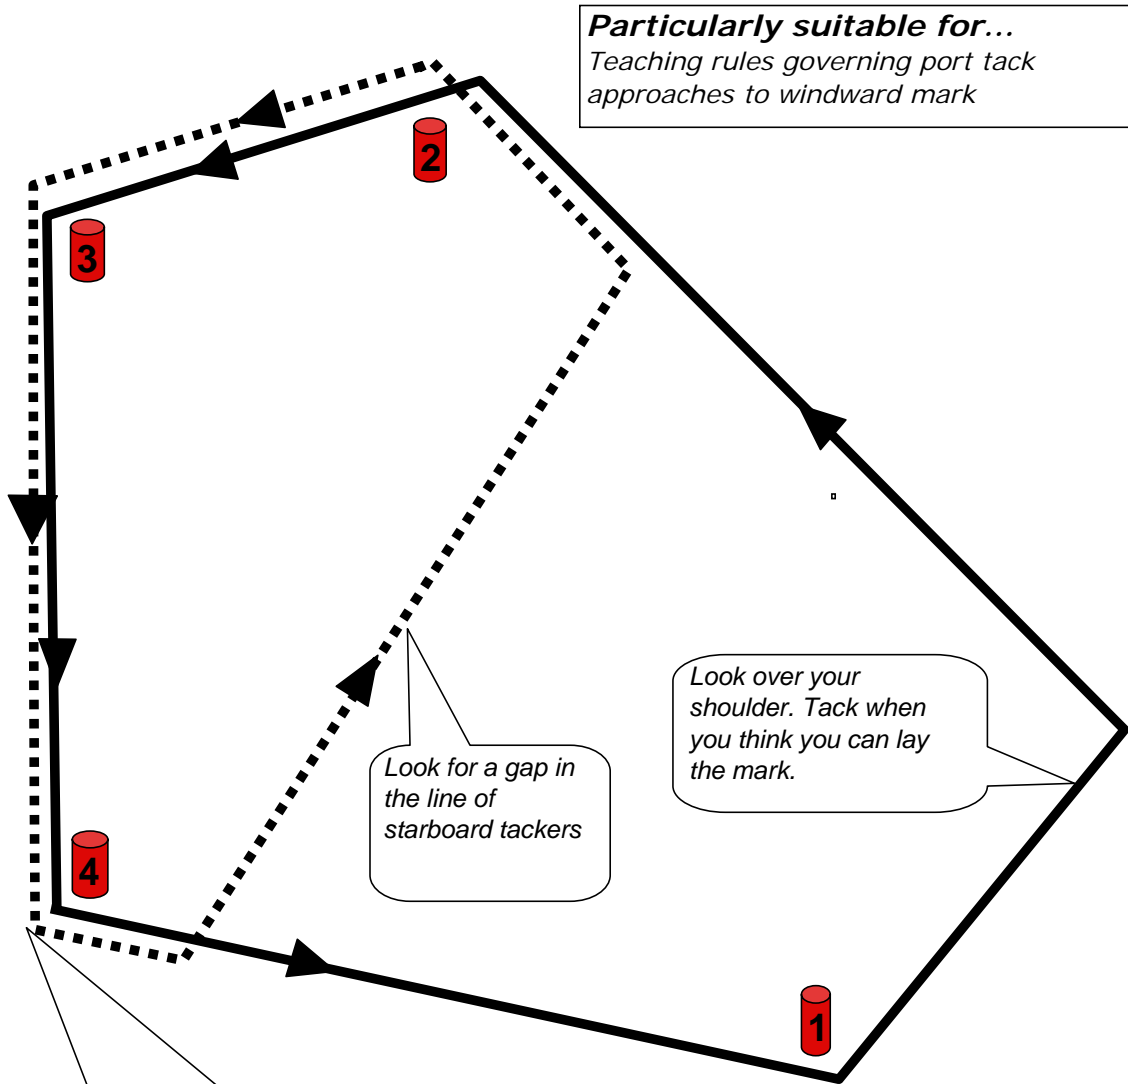 Particularly suitable for...
Teaching rules governing port tack
approaches to windward mark
2
3
Look over your
shoulder. Tack when
you think you can lay
the mark.
Look for a gap in
the line of
starboard tackers
4
1